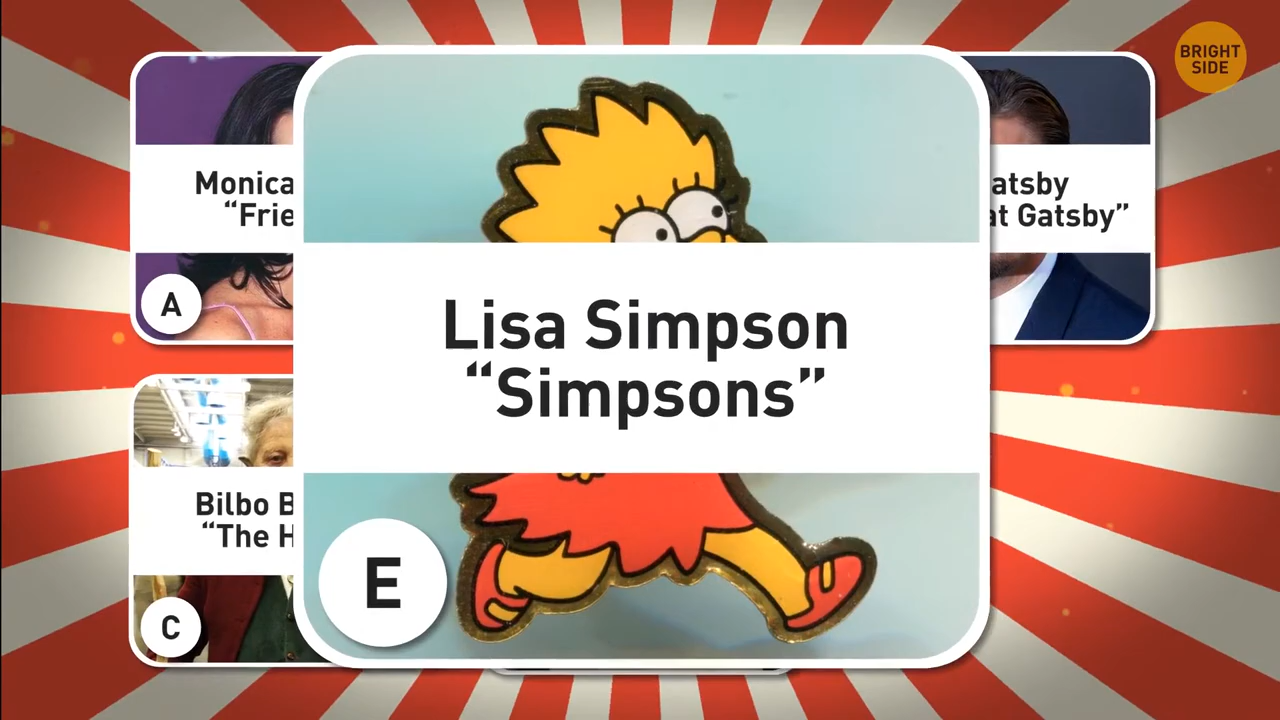 BRIGHT
SIDE
Monica
“Frie
A
atsby
at Gatsby”
Lisa Simpson
“Simpsons”
E
Bilbo B
“The H
C